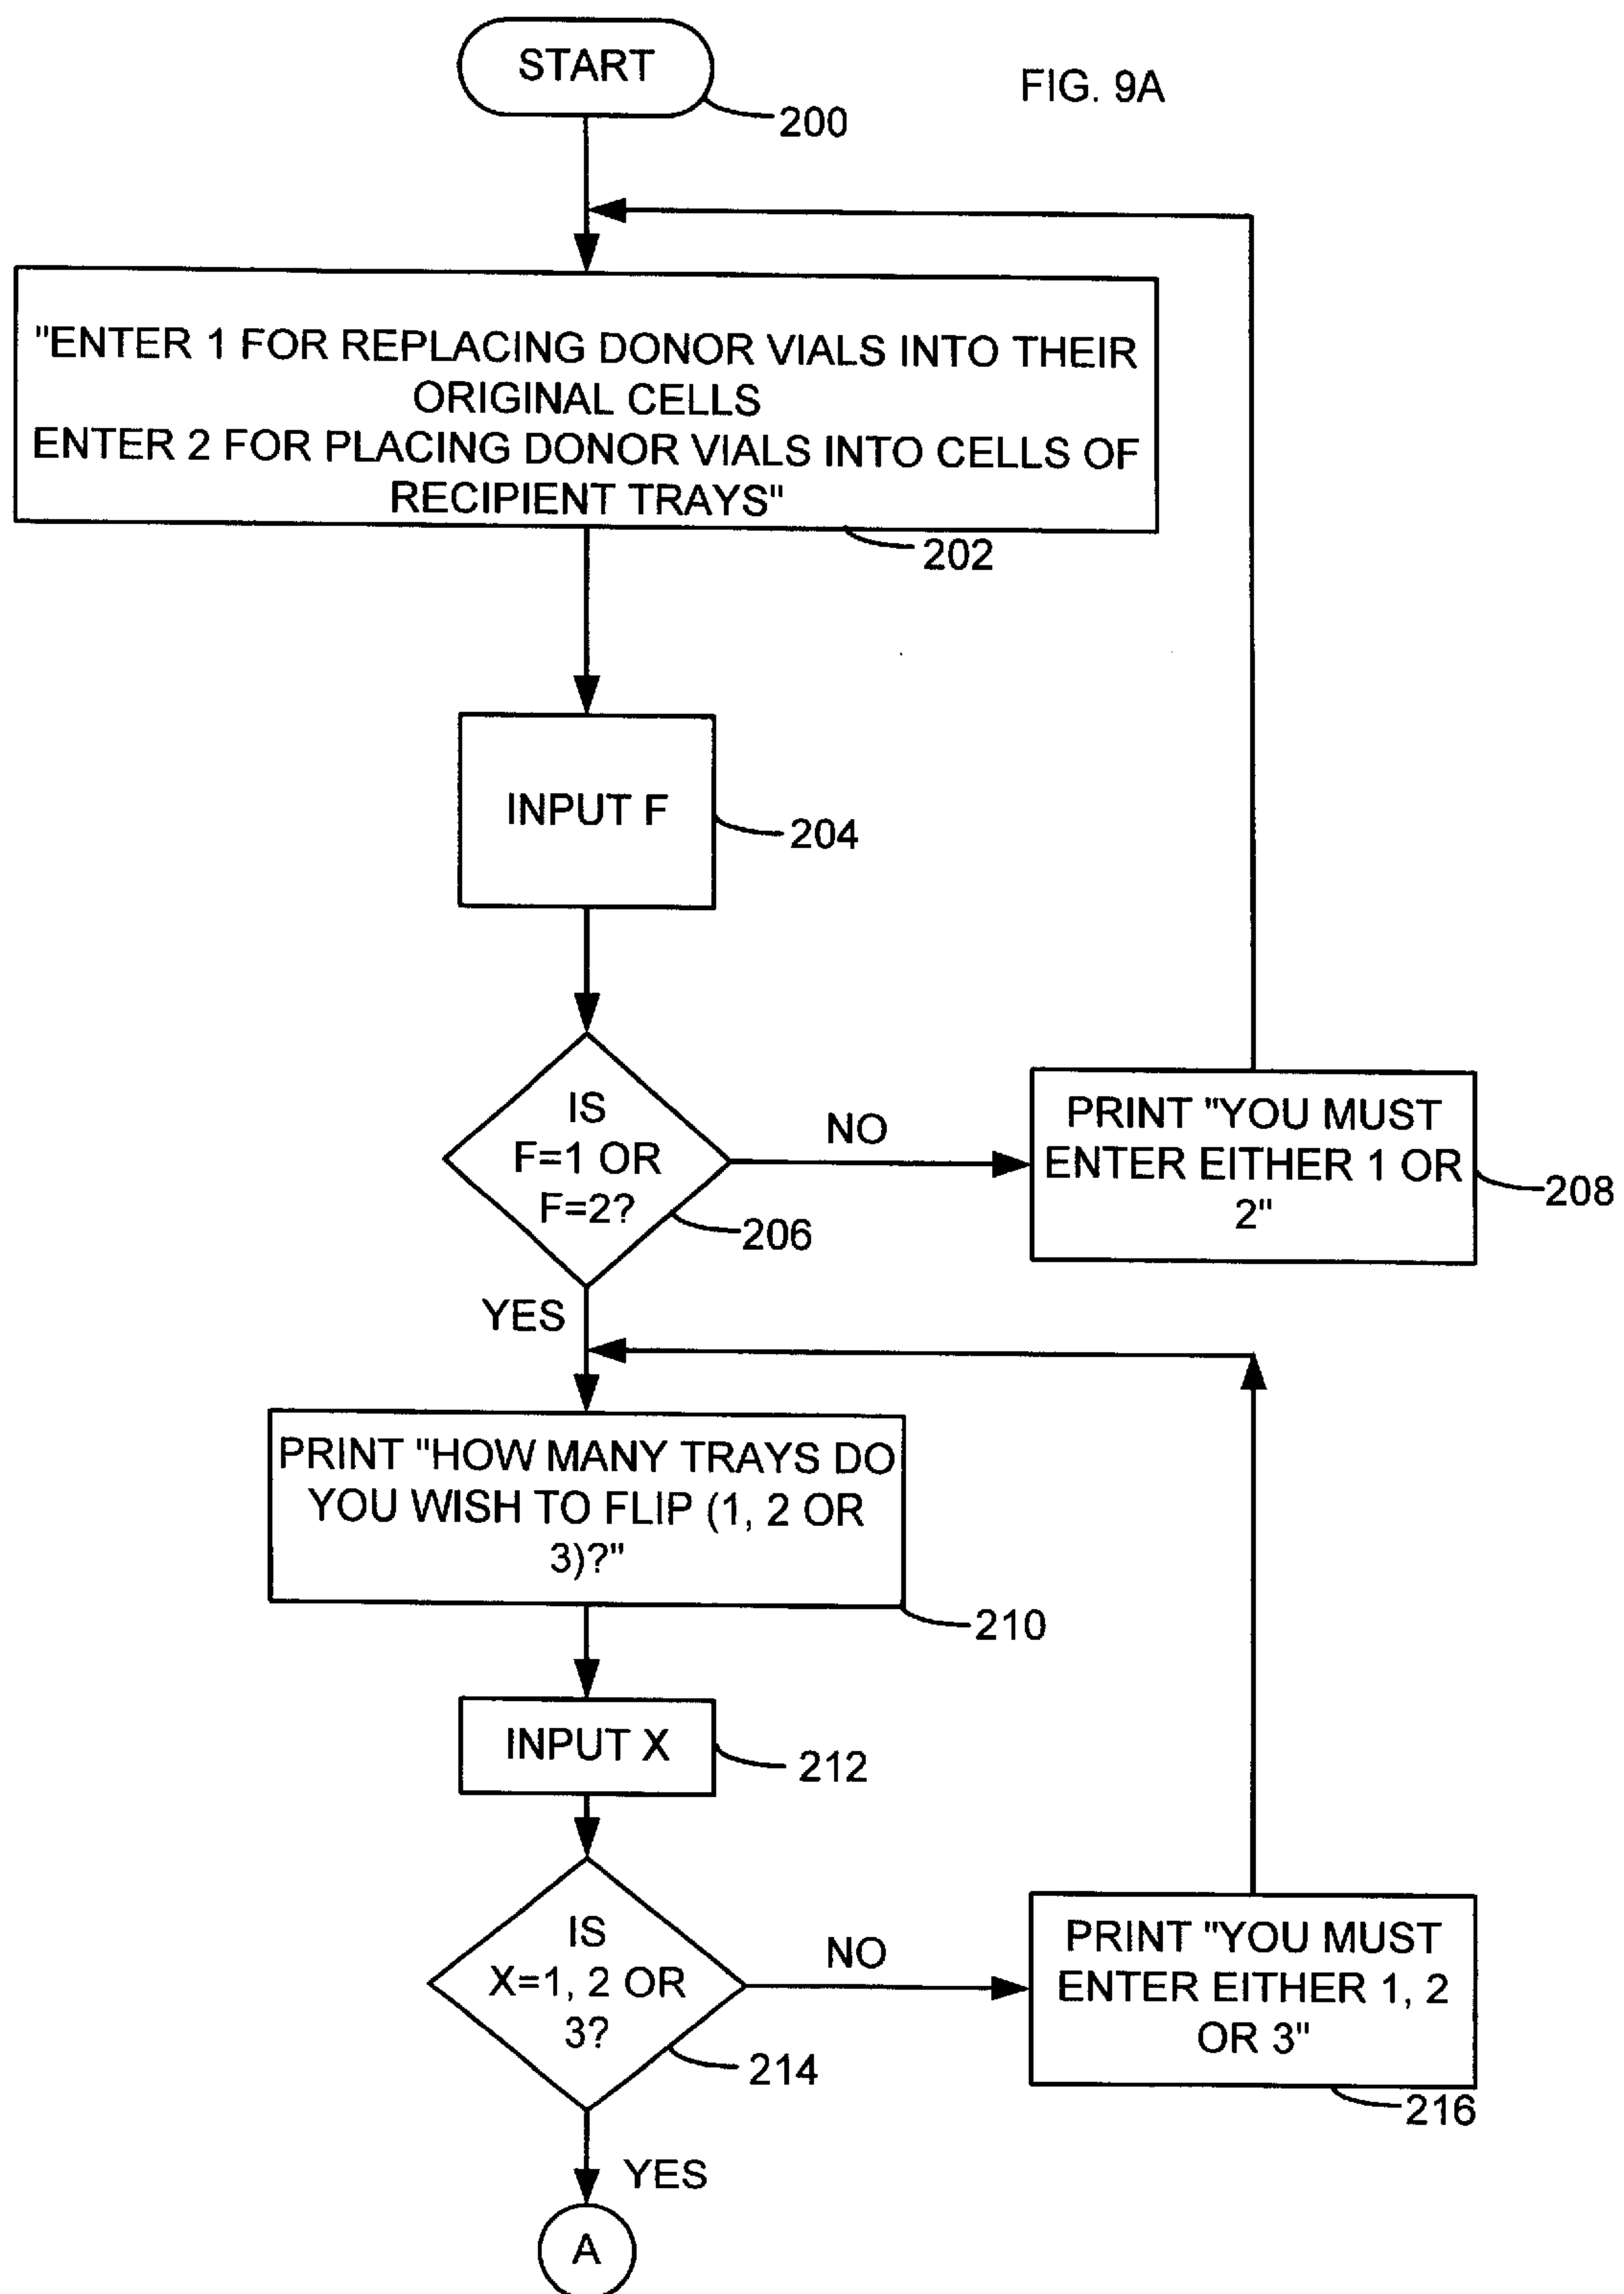 START
FIG. 9A
200
"ENTER 1 FOR REPLACING DONOR VIALS INTO THEIR
ORIGINAL CELLS
ENTER 2 FOR PLACING DONOR VIALS INTO CELLS OF
RECIPIENT TRAYS"
202
INPUT F
204
IS
F=1 OR
F=2?
206
NO
PRINT "YOU MUST
ENTER EITHER 1 OR
2"
208
YES
PRINT "HOW MANY TRAYS DO
YOU WISH TO FLIP (1, 2 OR
3)?"
210
INPUT X
212
IS
X=1, 2 OR
3?
214
NO
PRINT "YOU MUST
ENTER EITHER 1, 2
OR 3"
216
YES
A